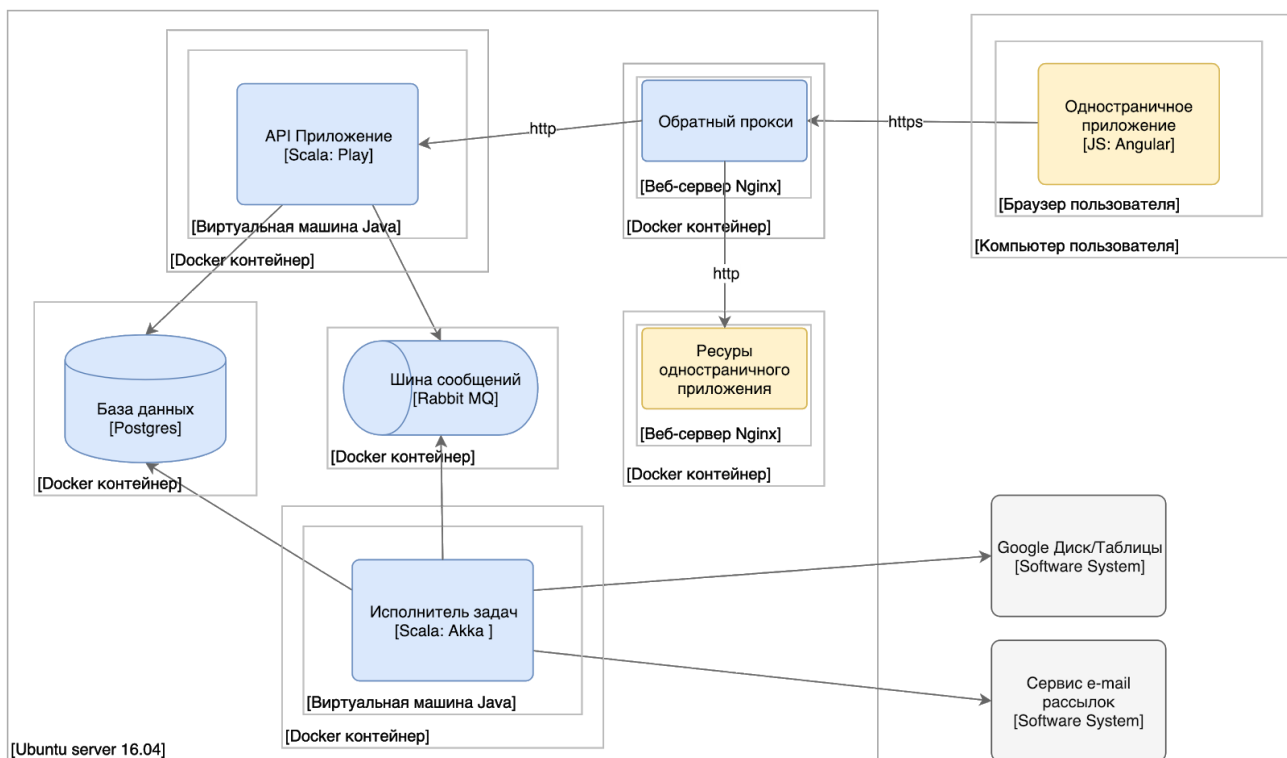 API Приложение
[Scala: Play]
[Виртуальная машина Java]
[Docker контейнер]
http
Обратный прокси
[Веб-сервер Nginx]
[Docker контейнер]
https
Одностраничное
приложение
[JS: Angular]
[Браузер пользователя]
[Компьютер пользователя]
http
База данных
[Postgres]
[Docker контейнер]
Шина сообщений
[Rabbit MQ]
[Docker контейнер]
Ресуры
одностраничного
приложения
[Веб-сервер Nginx]
[Docker контейнер]
Исполнитель задач
[Scala: Akka ]
[Виртуальная машина Java]
[Docker контейнер]
Google Диск/Таблицы
[Software System]
Сервис e-mail
рассылок
[Software System]
[Ubuntu server 16.04]